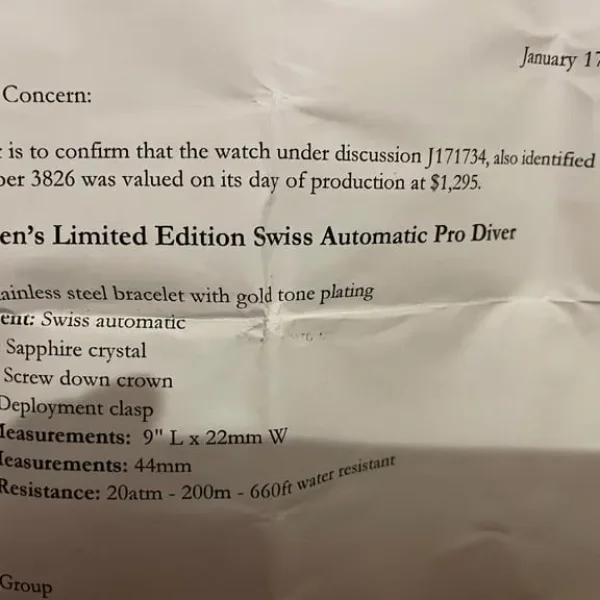 January 17
Concern:
is to confirm that the watch under discussion J171734, also identified
ber 3826 was valued on its day of production at $1,295.
en's Limited Edition Swiss Automatic Pro Diver
ainless steel bracelet with gold tone plating
ent: Swiss automatic
Sapphire crystal
Screw down crown
Deployment clasp
Measurements: 9" L x 22mm W
Measurements: 44mm
Resistance: 20atm - 200m - 660ft water resistant
Group